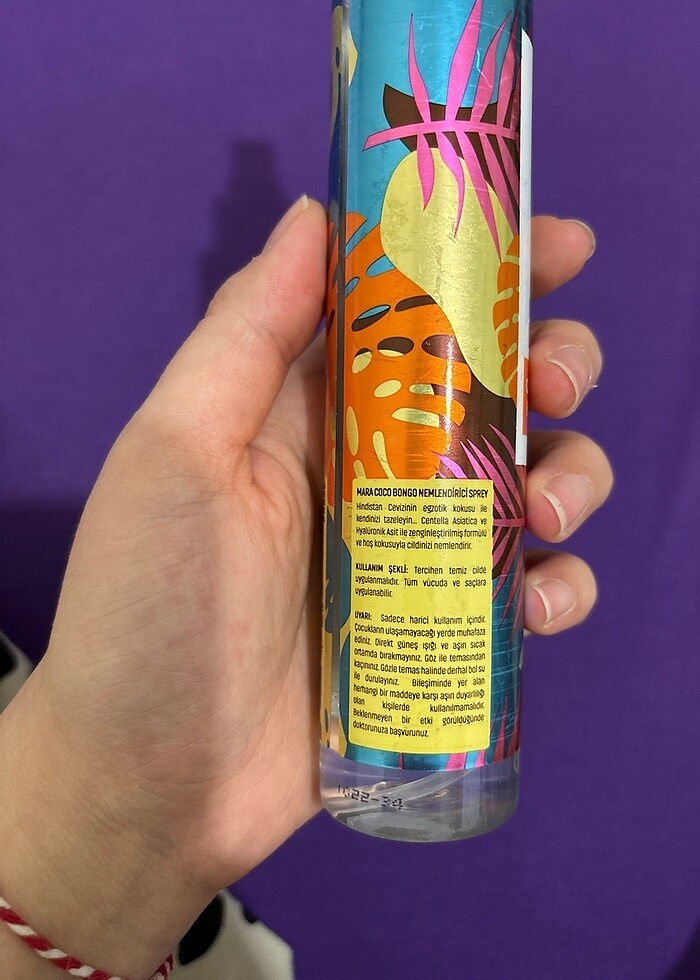 MARA COCO BONGO NEMLENDİRİCİ SPREY
Hindistan Cevizinin egzotik kokusu ile
kendinizi tazeleyin... Centella Asiatica ve
Hyalüronik Asit ile zenginleştirilmiş formülü
ve hoş kokusuyla cildinizi nemlendirir.
KULLANIM ŞEKLİ: Tercihen temiz cilde
uygulanmalıdır. Tüm vücuda ve saçlara
uygulanabilir.
UYARI: Sadece harici kullanım içindir.
Çocukların ulaşamayacağı yerde muhafaza
ediniz. Direkt güneş ışığı ve aşırı sıcak
ortamda bırakmayınız. Göz ile temasından
kaçınınız. Gözle temas halinde derhal bol su
ile durulayınız. Bileşiminde yer alan
herhangi bir maddeye karşı aşırı duyarlılığı
olan kişilerde kullanılmamalıdır.
Beklenmeyen bir etki görüldüğünde
doktorunuza başvurunuz.